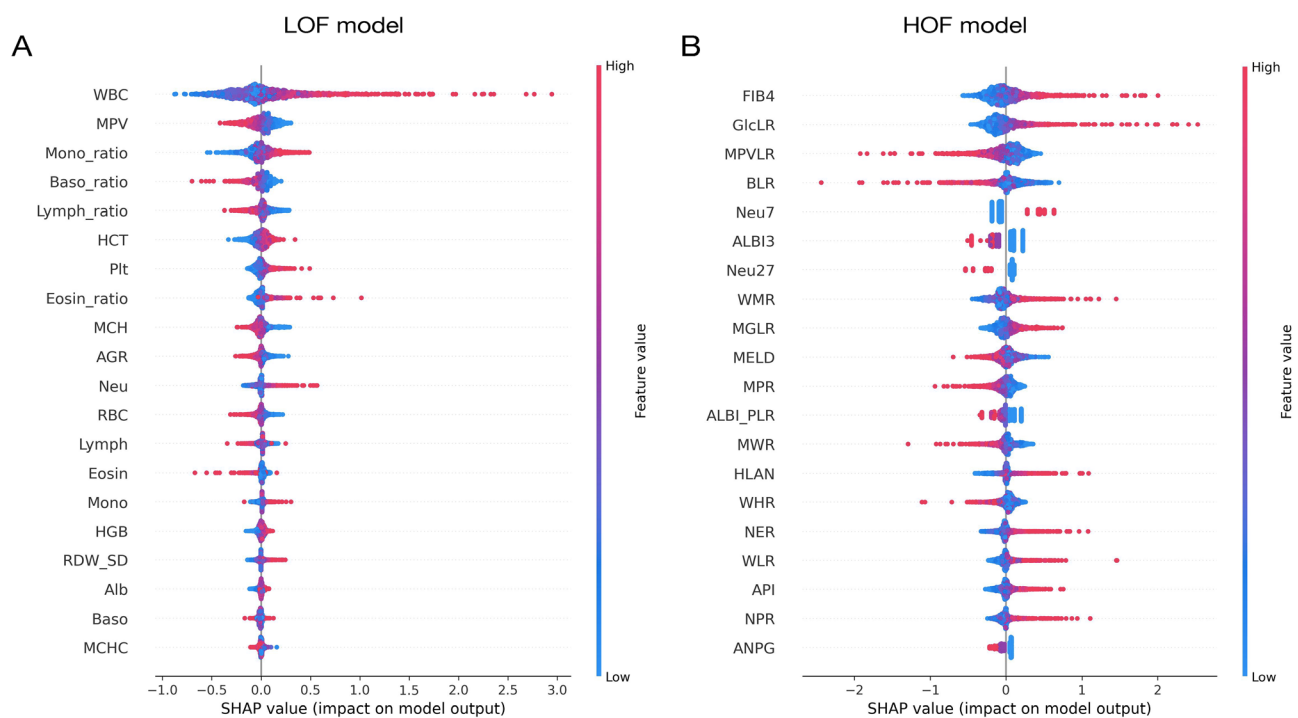 LOF model
A
WBC
MPV
Mono_ratio
Baso_ratio
Lymph_ratio
HCT
Plt
Eosin_ratio
MCH
AGR
Neu
RBC
Lymph
Eosin
Mono
HGB
RDW_SD
Alb
Baso
MCHC
−1.0 −0.5 0.0 0.5 1.0 1.5 2.0 2.5 3.0
SHAP value (impact on model output)
High
Feature value
Low
HOF model
B
FIB4
GlcLR
MPVLR
BLR
Neu7
ALBI3
Neu27
WMR
MGLR
MELD
MPR
ALBI_PLR
MWR
HLAN
WHR
NER
WLR
API
NPR
ANPG
−2 −1 0 1 2
SHAP value (impact on model output)
High
Feature value
Low